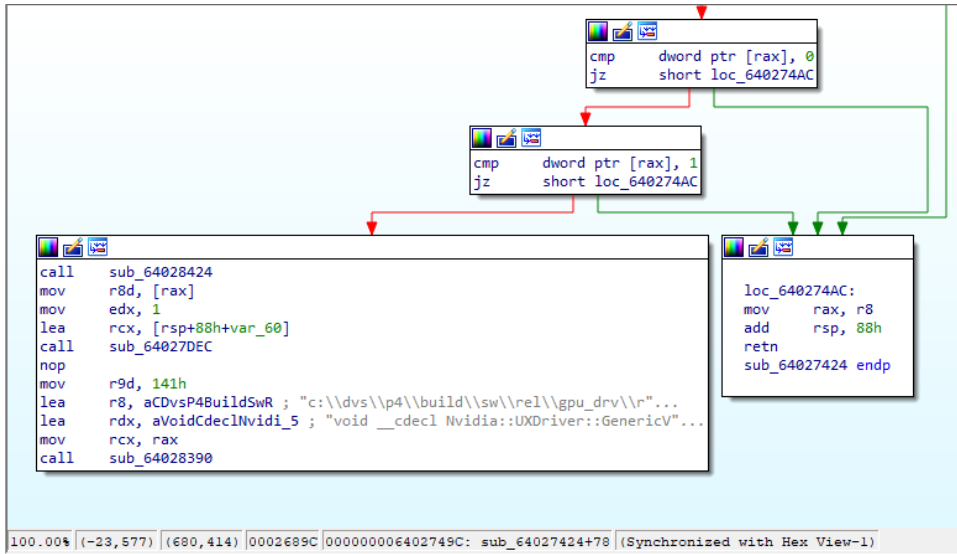 cmp dword ptr [rax], 0
jz short loc_640274AC
cmp dword ptr [rax], 1
jz short loc_640274AC
call sub_64028424
mov r8d, [rax]
mov edx, 1
lea rcx, [rsp+88h+var_60]
call sub_64027DEC
nop
mov r9d, 141h
lea r8, aCDvsP4BuildSwR ; "c:\\dvs\\p4\\build\\sw\\rel\\gpu_drv\\r"...
lea rdx, aVoidCdeclNvidi_5 ; "void __cdecl Nvidia::UXDriver::GenericV"...
mov rcx, rax
call sub_64028390
loc_640274AC:
mov rax, r8
add rsp, 88h
retn
sub_64027424 endp
100.00% (-23,577) (680,414) 0002689C 000000006402749C: sub_64027424+78 (Synchronized with Hex View-1)